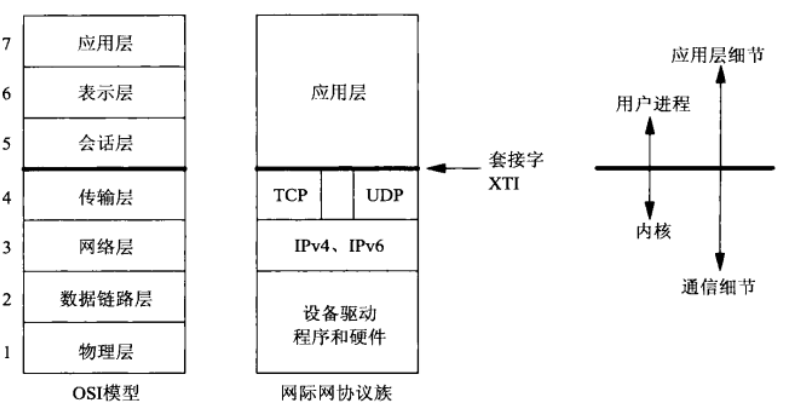 7
应用层
6
表示层
5
会话层
4
传输层
3
网络层
2
数据链路层
1
物理层
OSI模型
应用层
TCP
UDP
IPv4、IPv6
设备驱动
程序和硬件
网际网协议族
套接字
XTI
应用层细节
用户进程
内核
通信细节